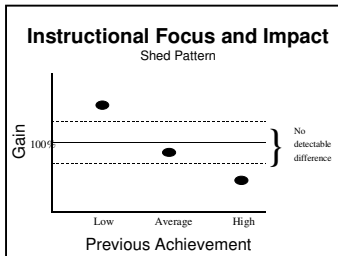 Instructional Focus and Impact
Shed Pattern
Gain
100%
No
detectable
difference
Low Average High
Previous Achievement